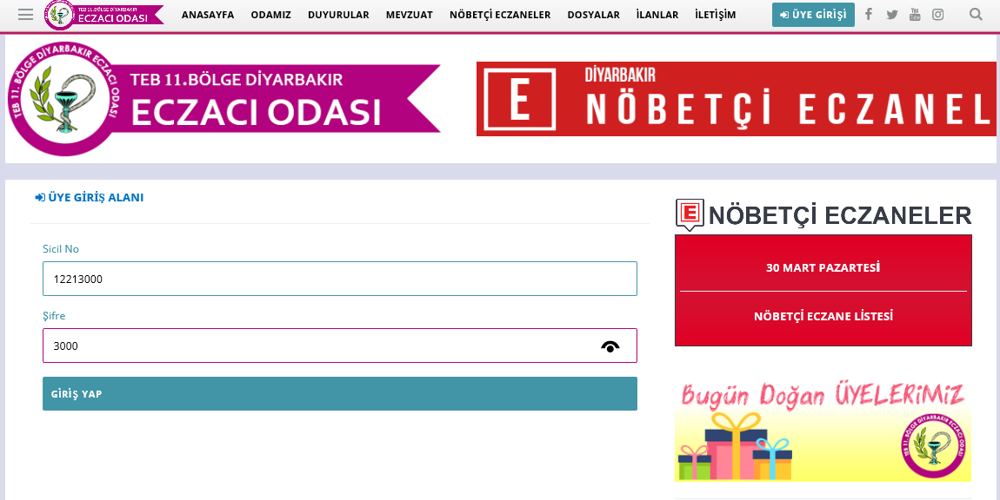 TEB 11.BÖLGE DİYARBAKIR
ECZACI ODASI
ANASAYFA ODAMIZ DUYURULAR MEVZUAT NÖBETÇİ ECZANELER DOSYALAR İLANLAR İLETİŞİM
ÜYE GİRİŞİ
You Tube
TEB 11. BÖLGE DİYARBAKIR ECZACI ODASI
TEB 11.BÖLGE DİYARBAKIR
ECZACI ODASI
E
DİYARBAKIR
NÖBETÇİ ECZANEL
ÜYE GİRİŞ ALANI
Sicil No
12213000
Şifre
3000
GİRİŞ YAP
E NÖBETÇİ ECZANELER
30 MART PAZARTESİ
NÖBETÇİ ECZANE LİSTESİ
Bugün Doğan ÜYELERİMİZ
TEB 11. BÖLGE DİYARBAKIR ECZACI ODASI